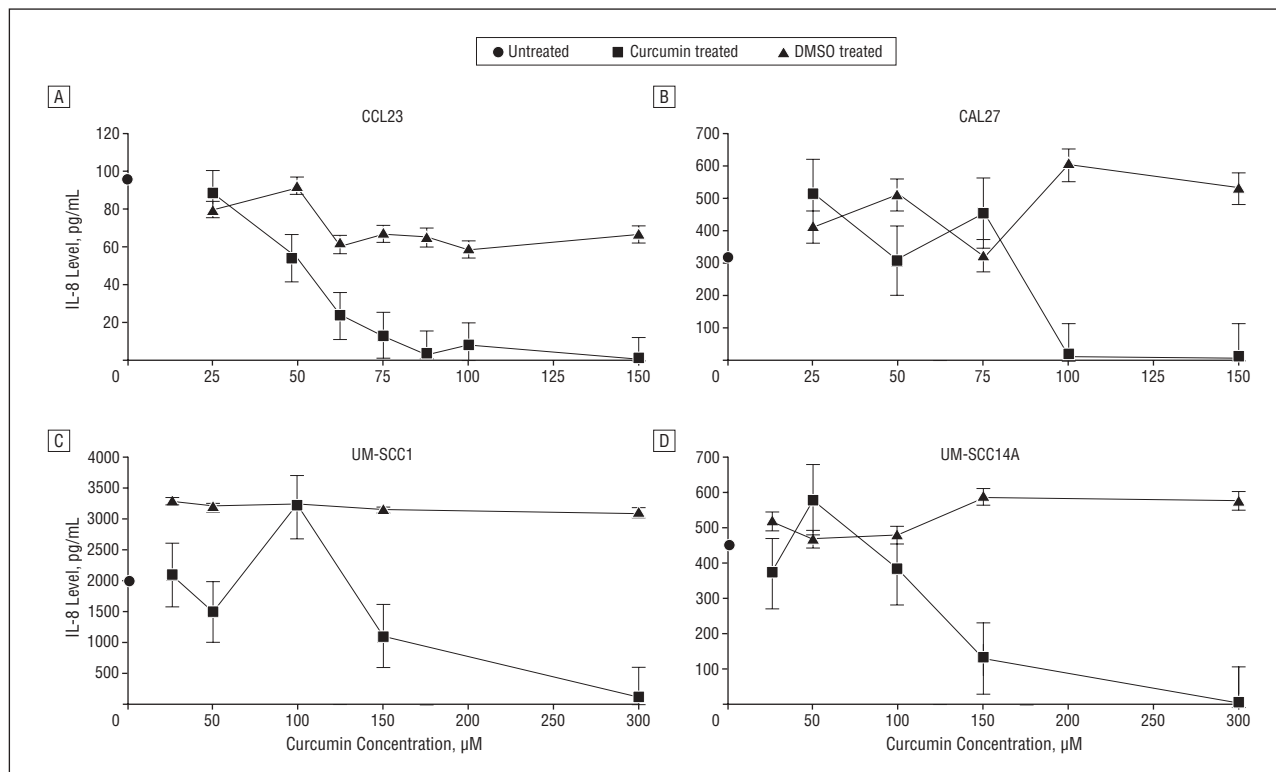 Untreated Curcumin treated DMSO treated
A
CCL23
IL-8 Level, pg/mL
120
100
80
60
40
20
0 25 50 75 100 125 150
B
CAL27
700
600
500
400
300
200
100
0 25 50 75 100 125 150
C
UM-SCC1
IL-8 Level, pg/mL
4000
3500
3000
2500
2000
1500
1000
500
0 50 100 150 200 250 300
Curcumin Concentration, µM
D
UM-SCC14A
700
600
500
400
300
200
100
0 50 100 150 200 250 300
Curcumin Concentration, µM